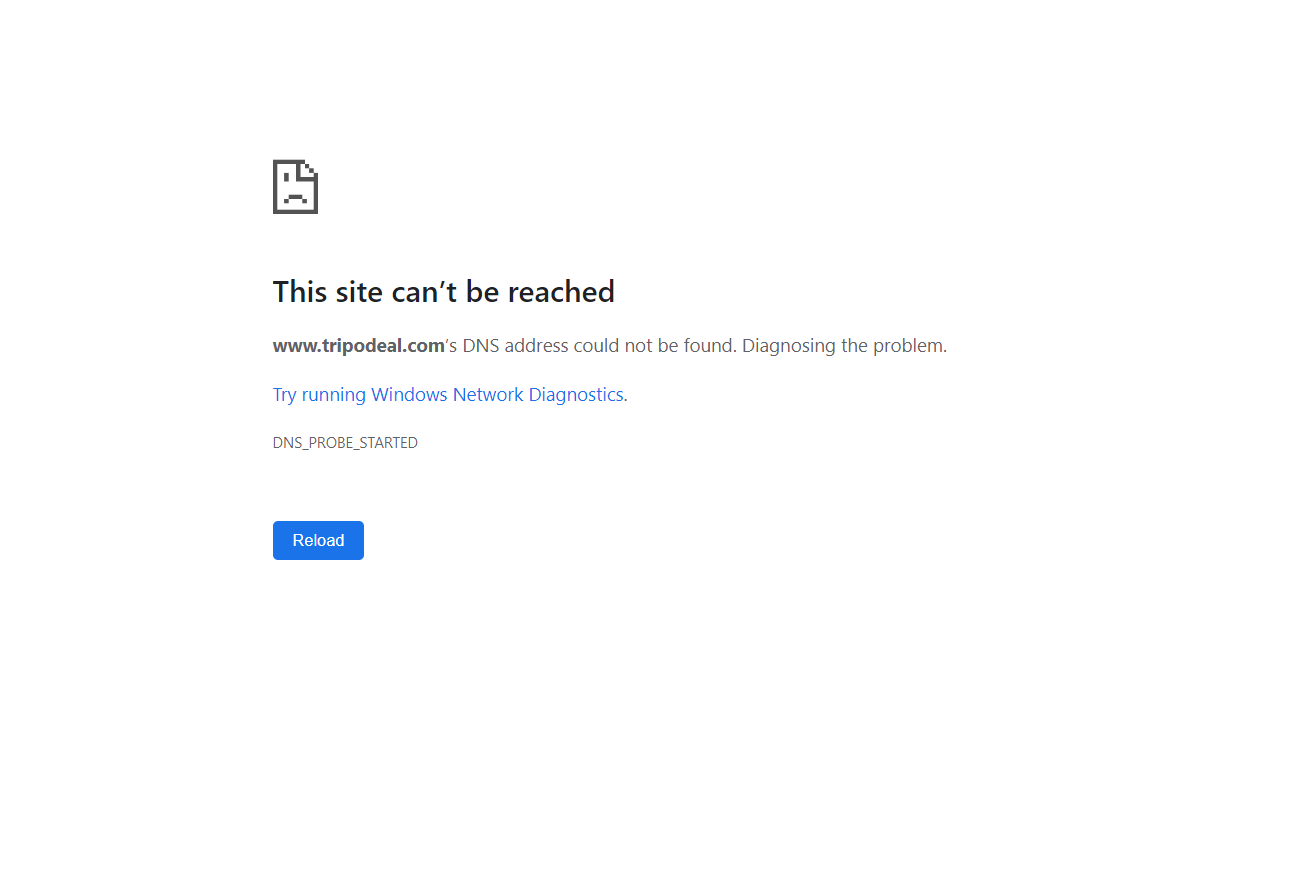 This site can’t be reached
www.tripodeal.com’s DNS address could not be found. Diagnosing the problem.
Try running Windows Network Diagnostics.
DNS_PROBE_STARTED
Reload